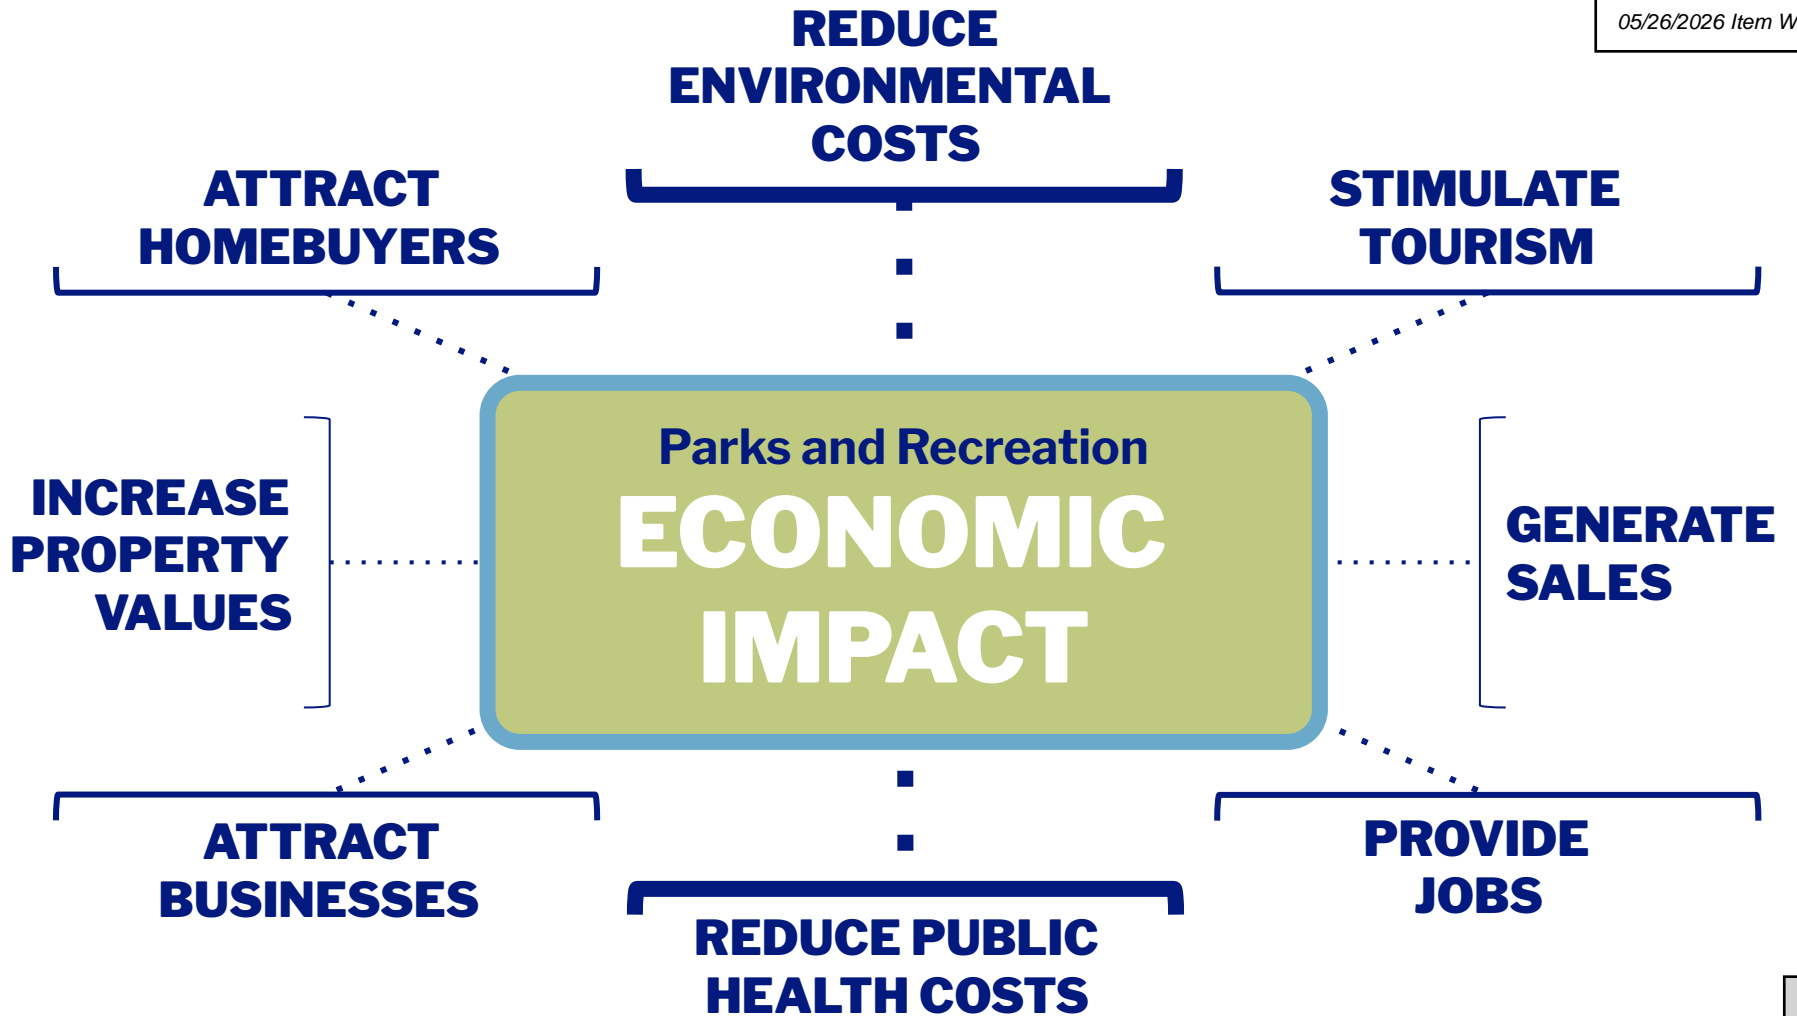 05/26/2026 Item W
REDUCE
ENVIRONMENTAL
COSTS
ATTRACT
HOMEBUYERS
STIMULATE
TOURISM
Parks and Recreation
ECONOMIC
IMPACT
INCREASE
PROPERTY
VALUES
GENERATE
SALES
ATTRACT
BUSINESSES
REDUCE PUBLIC
HEALTH COSTS
PROVIDE
JOBS